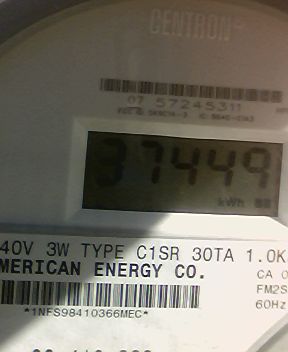 CENTRON
07 57245311
37449
kWh
40V 3W TYPE C1SR 30TA 1.0K
MERICAN ENERGY CO.
CA 0
FM2S
60Hz
*1NFS98410366MEC*